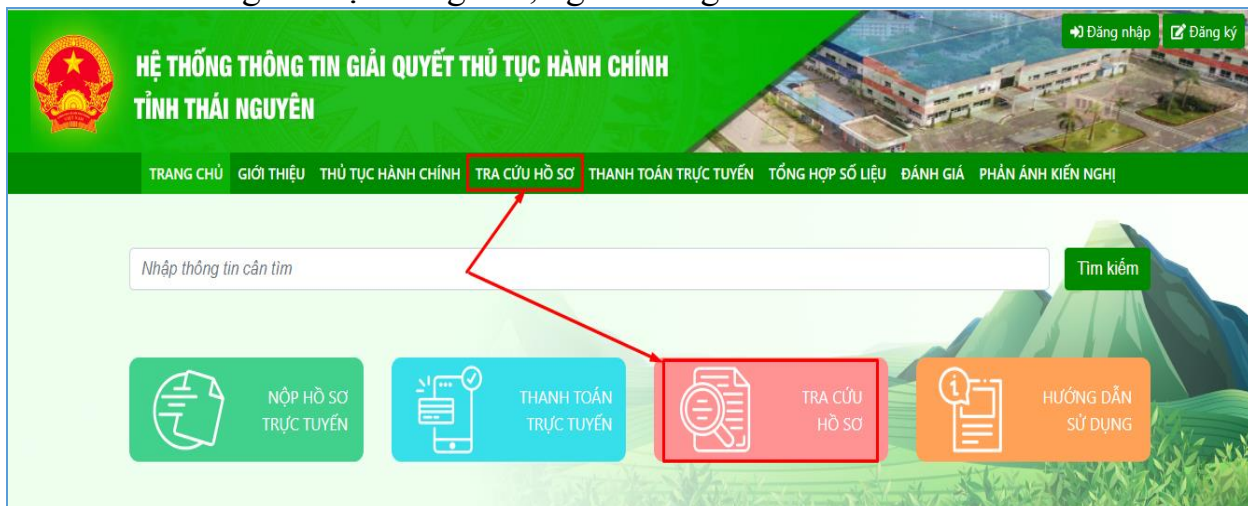 Đăng nhập
Đăng ký
HỆ THỐNG THÔNG TIN GIẢI QUYẾT THỦ TỤC HÀNH CHÍNH
TỈNH THÁI NGUYÊN
TRANG CHỦ GIỚI THIỆU THỦ TỤC HÀNH CHÍNH TRA CỨU HỒ SƠ THANH TOÁN TRỰC TUYẾN TỔNG HỢP SỐ LIỆU ĐÁNH GIÁ PHẢN ÁNH KIẾN NGHỊ
Nhập thông tin cần tìm
Tìm kiếm
NỘP HỒ SƠ
TRỰC TUYẾN
THANH TOÁN
TRỰC TUYẾN
TRA CỨU
HỒ SƠ
HƯỚNG DẪN
SỬ DỤNG